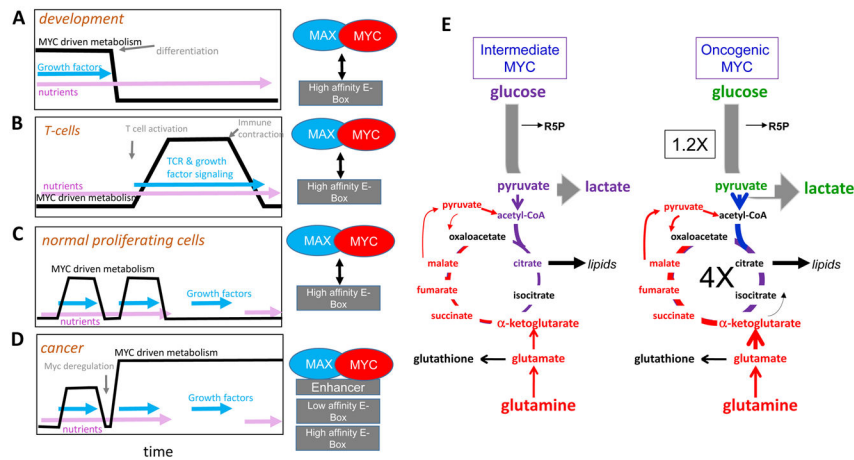 A
development
MYC driven metabolism
differentiation
Growth factors
nutrients
MAX MYC
High affinity E-
Box
B
T-cells
T cell activation
Immune
contraction
TCR & growth
factor signaling
nutrients
MYC driven metabolism
MAX MYC
High affinity E-
Box
C
normal proliferating cells
MYC driven metabolism
Growth factors
nutrients
MAX MYC
High affinity E-
Box
D
cancer
MYC driven metabolism
Myc deregulation
Growth factors
nutrients
time
MAX MYC
Enhancer
Low affinity E-
Box
High affinity E-
Box
E
Intermediate
MYC
glucose
R5P
pyruvate
lactate
pyruvate
acetyl-CoA
oxaloacetate
malate
citrate
lipids
fumarate
isocitrate
succinate
α-ketoglutarate
glutathione
glutamate
glutamine
Oncogenic
MYC
glucose
R5P
1.2X
pyruvate
lactate
pyruvate
acetyl-CoA
oxaloacetate
malate
citrate
lipids
4X
fumarate
isocitrate
succinate
α-ketoglutarate
glutathione
glutamate
glutamine